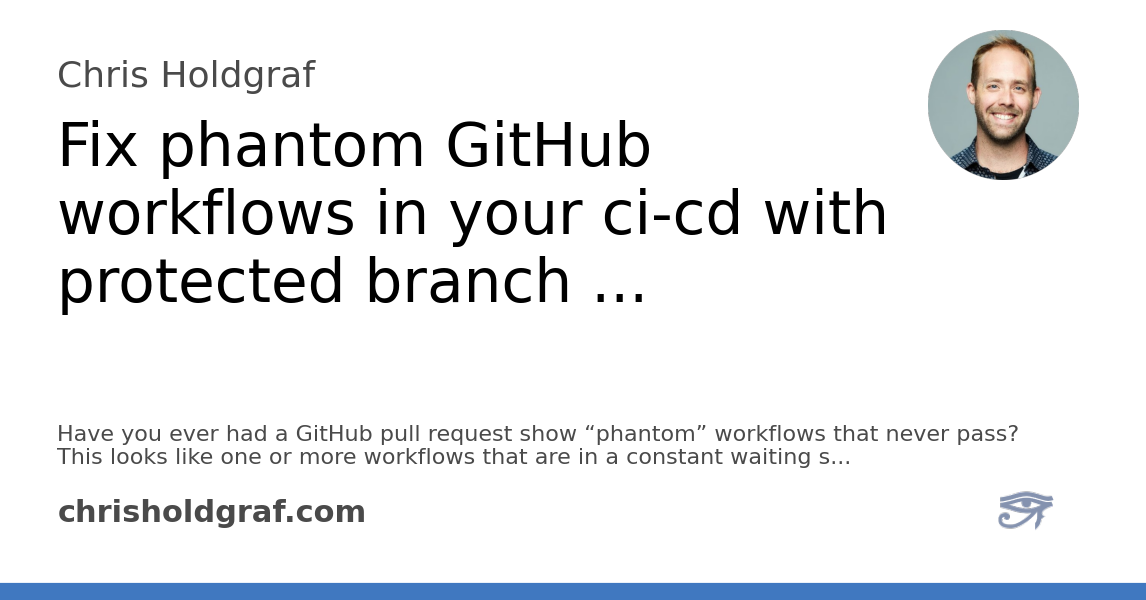 Chris Holdgraf
Fix phantom GitHub
workflows in your ci-cd with
protected branch ...
Have you ever had a GitHub pull request show “phantom” workflows that never pass?
This looks like one or more workflows that are in a constant waiting s...
chrisholdgraf.com